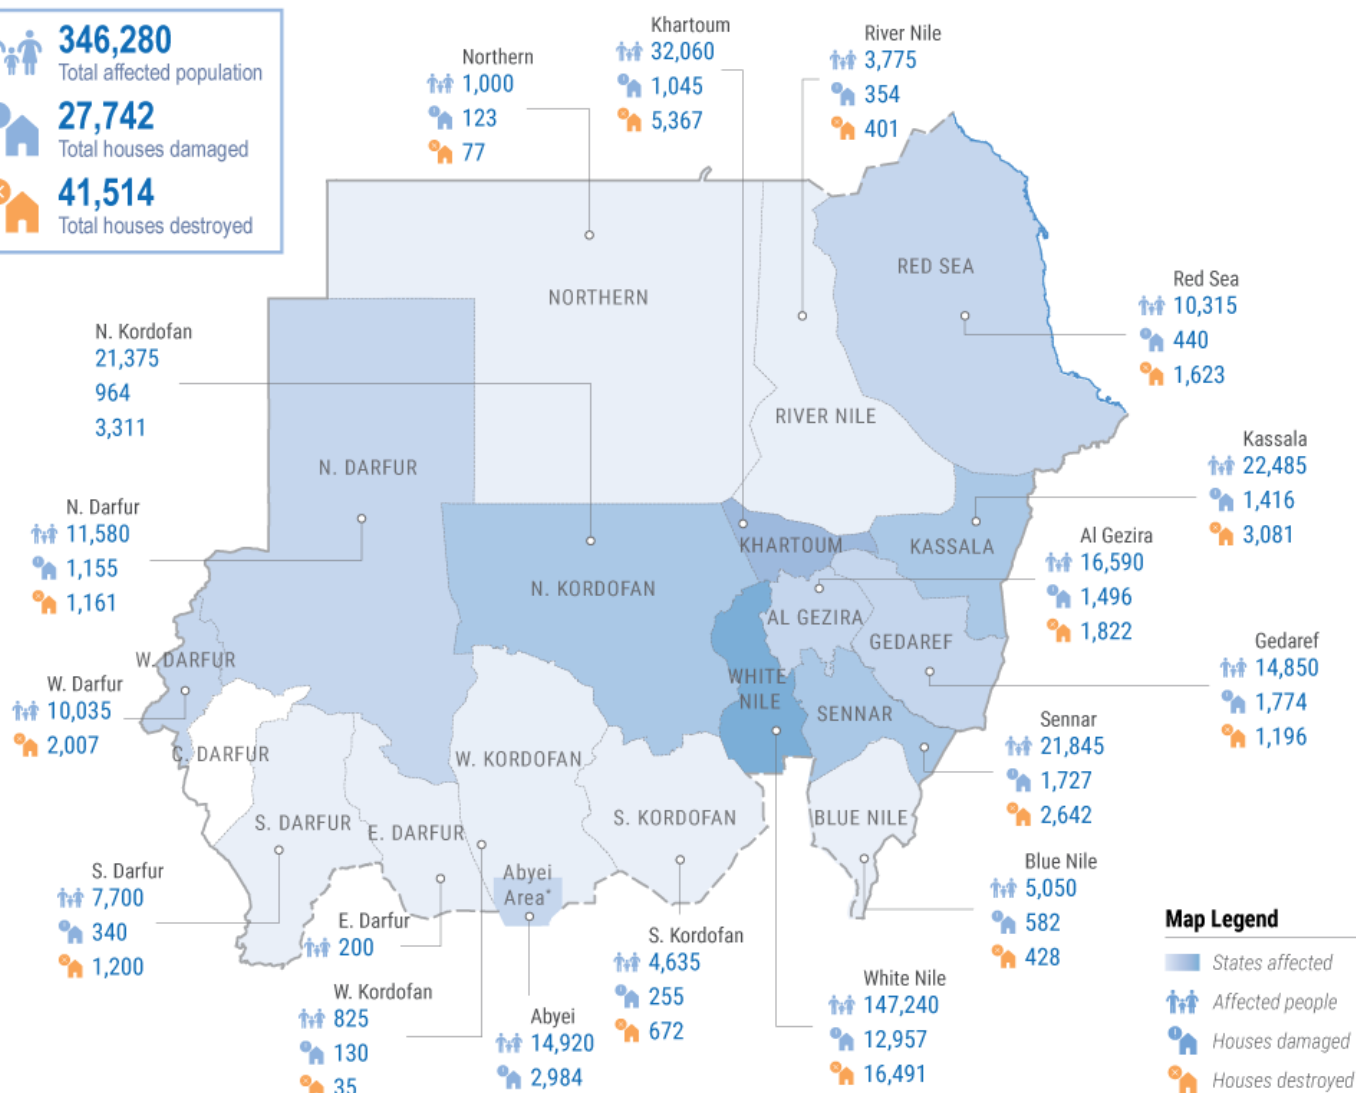 346,280
Total affected population
27,742
Total houses damaged
41,514
Total houses destroyed
Northern
1,000
123
77
Khartoum
32,060
1,045
5,367
River Nile
3,775
354
401
Red Sea
10,315
440
1,623
N. Kordofan
21,375
964
3,311
Kassala
22,485
1,416
3,081
N. Darfur
11,580
1,155
1,161
Al Gezira
16,590
1,496
1,822
Gedaref
14,850
1,774
1,196
W. Darfur
10,035
2,007
Sennar
21,845
1,727
2,642
S. Darfur
7,700
340
1,200
E. Darfur
200
W. Kordofan
825
130
35
Abyei
14,920
2,984
S. Kordofan
4,635
255
672
White Nile
147,240
12,957
16,491
Blue Nile
5,050
582
428
NORTHERN
RED SEA
RIVER NILE
N. DARFUR
KHARTOUM
KASSALA
N. KORDOFAN
AL GEZIRA
GEDAREF
W. DARFUR
WHITE
NILE
SENNAR
C. DARFUR
W. KORDOFAN
S. DARFUR
E. DARFUR
S. KORDOFAN
BLUE NILE
Abyei
Area*
Map Legend
States affected
Affected people
Houses damaged
Houses destroyed